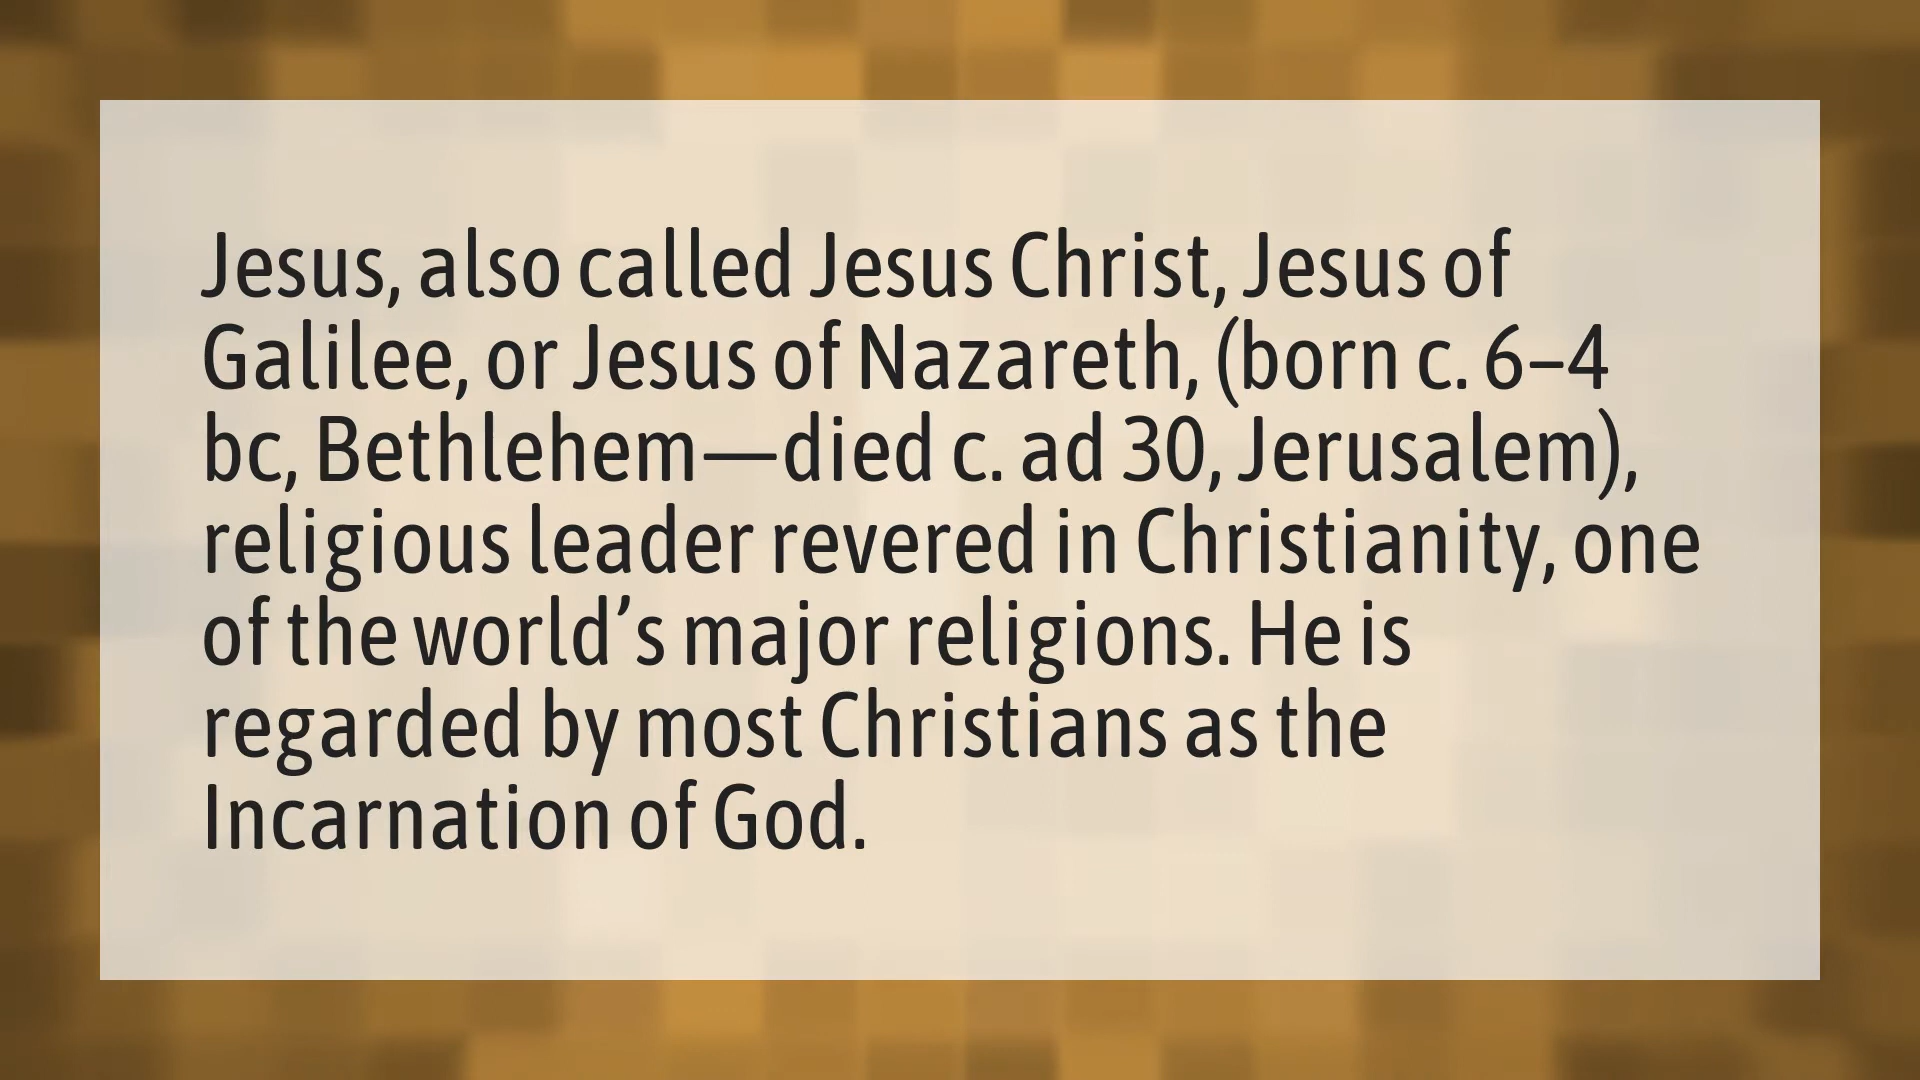 Jesus, also called Jesus Christ, Jesus of
Galilee, or Jesus of Nazareth, (born c. 6–4
bc, Bethlehem—died c. ad 30, Jerusalem),
religious leader revered in Christianity, one
of the world’s major religions. He is
regarded by most Christians as the
Incarnation of God.